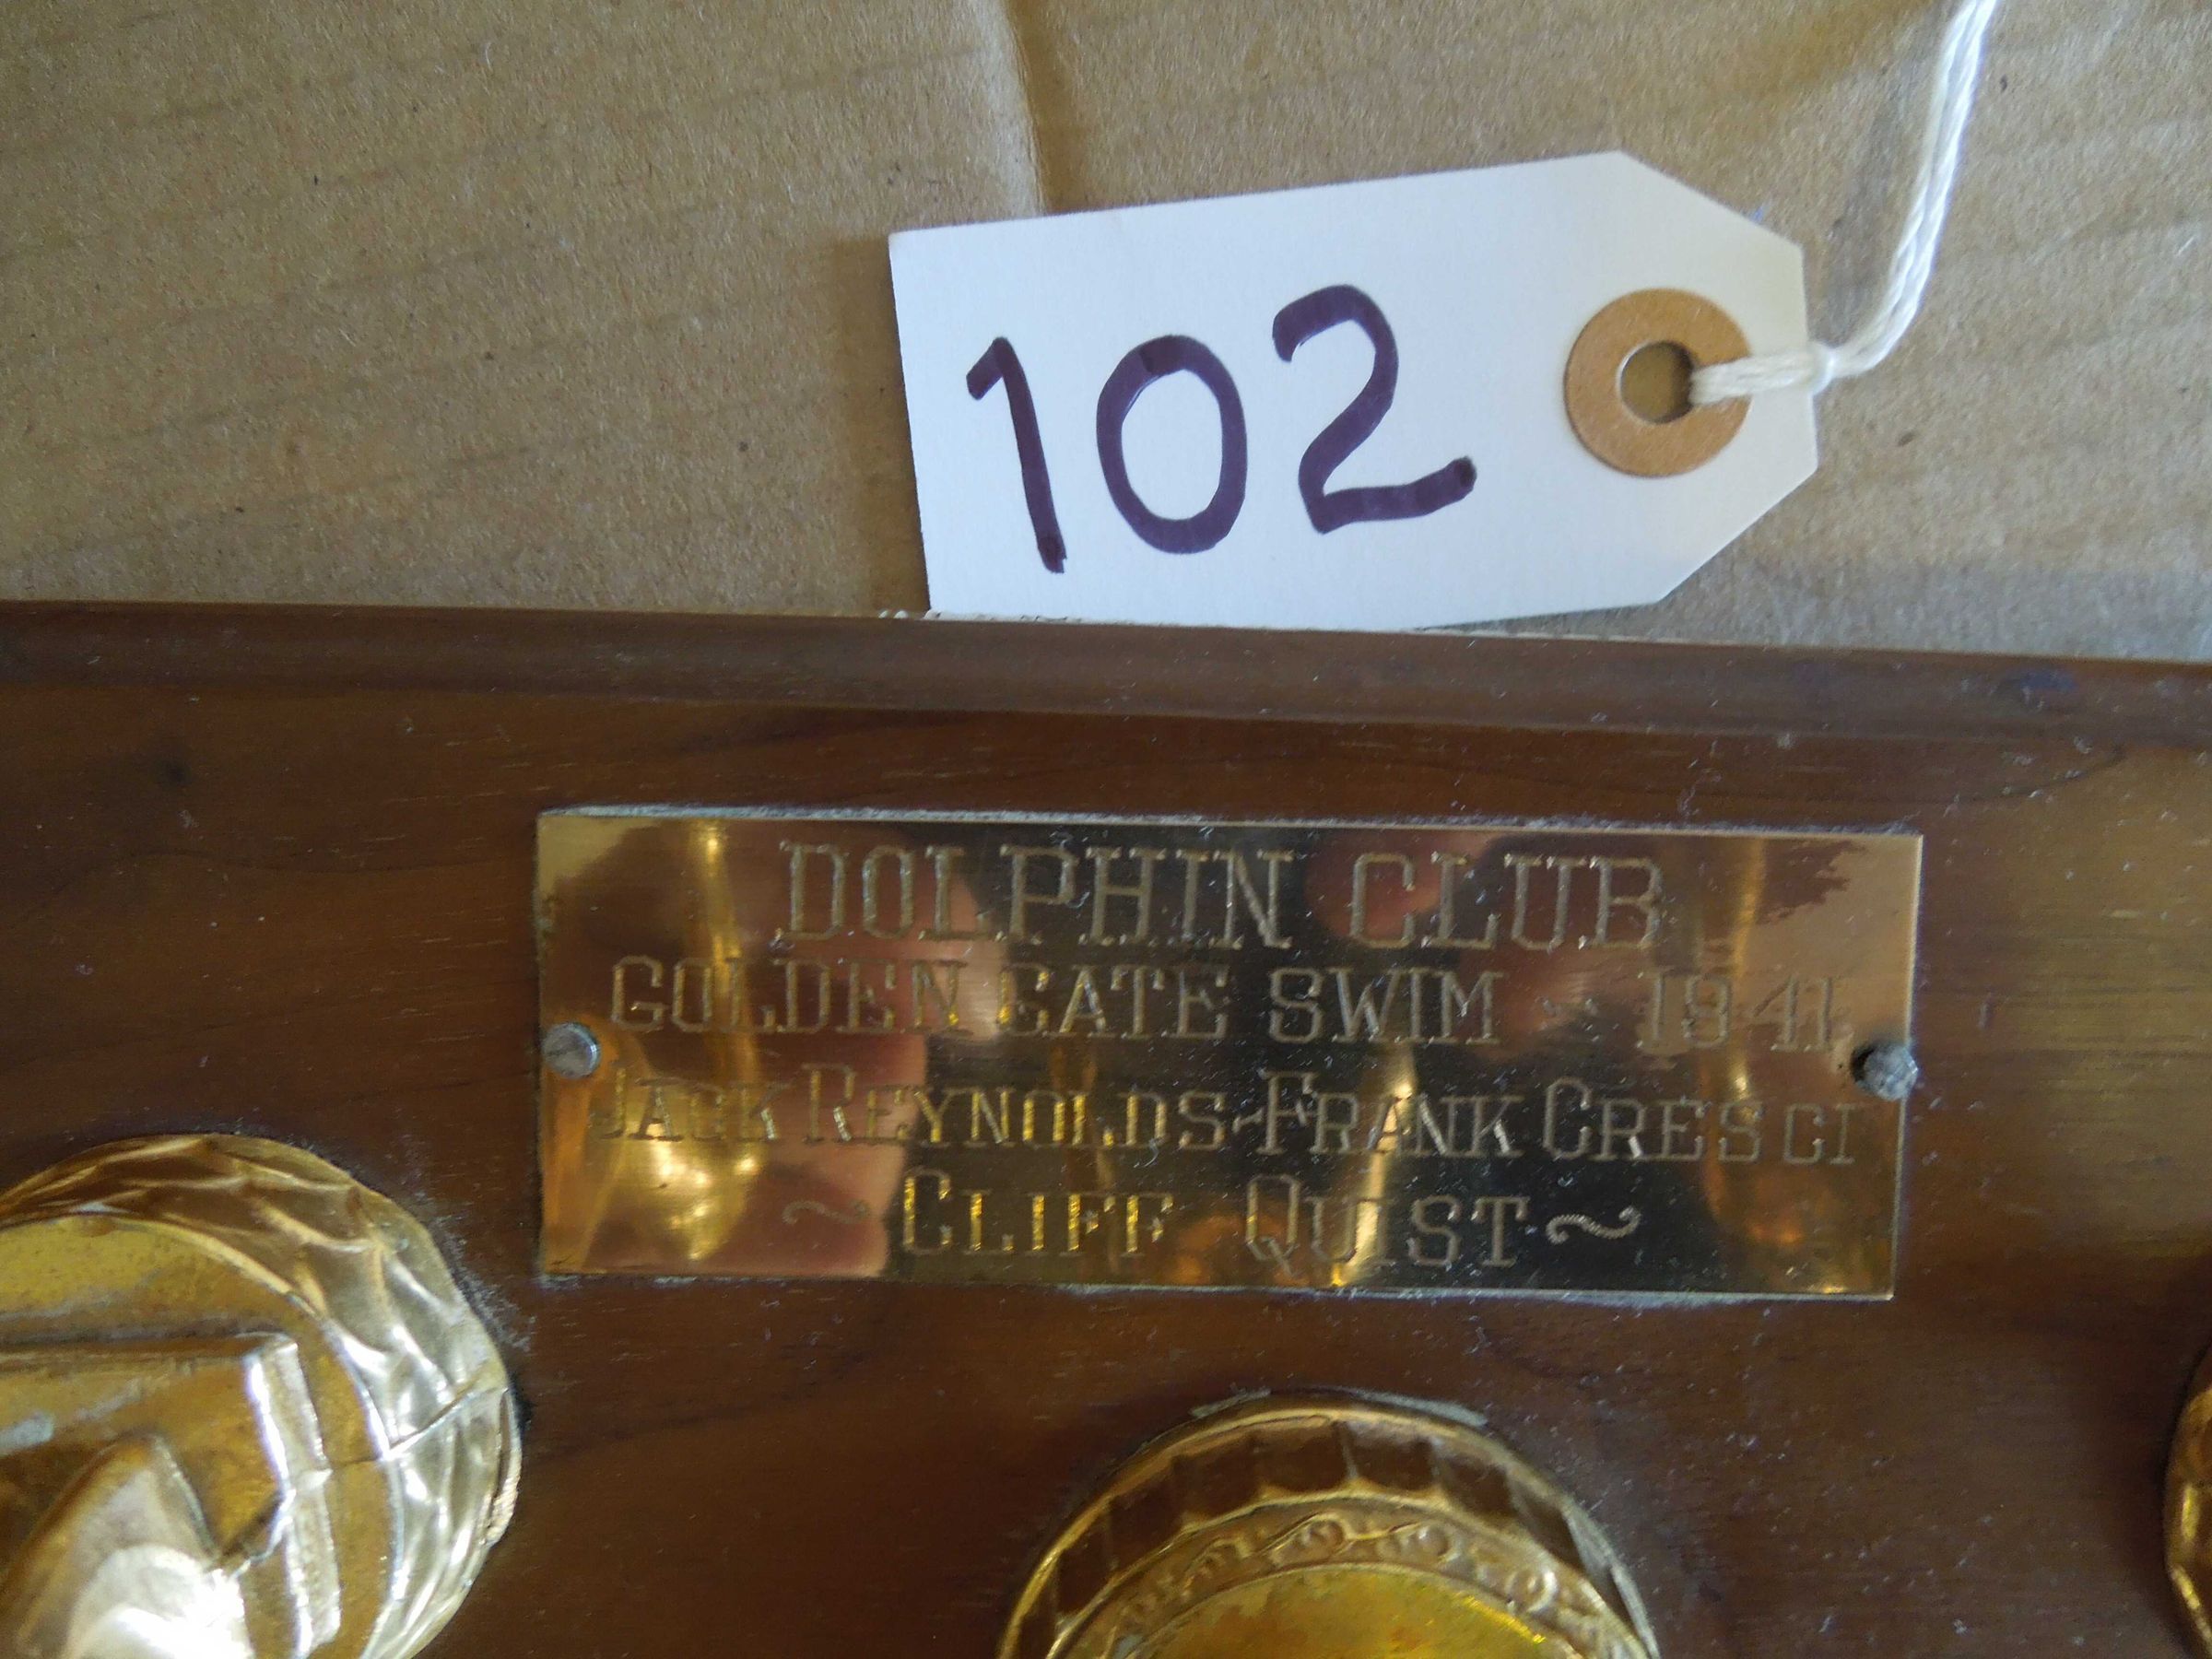 102
DOLPHIN CLUB
GOLDEN GATE SWIM - 1941
JACK REYNOLDS-FRANK CRESCI
~ CLIFF QUIST ~